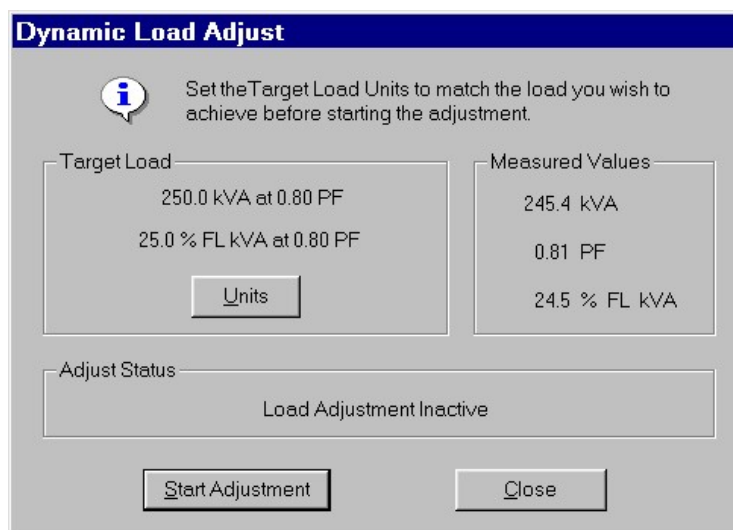 Dynamic Load Adjust
Set theTarget Load Units to match the load you wish to
achieve before starting the adjustment.
Target Load
250.0 kVA at 0.80 PF
25.0 % FL kVA at 0.80 PF
Units
Measured Values
245.4 kVA
0.81 PF
24.5 % FL kVA
Adjust Status
Load Adjustment Inactive
Start Adjustment
Close